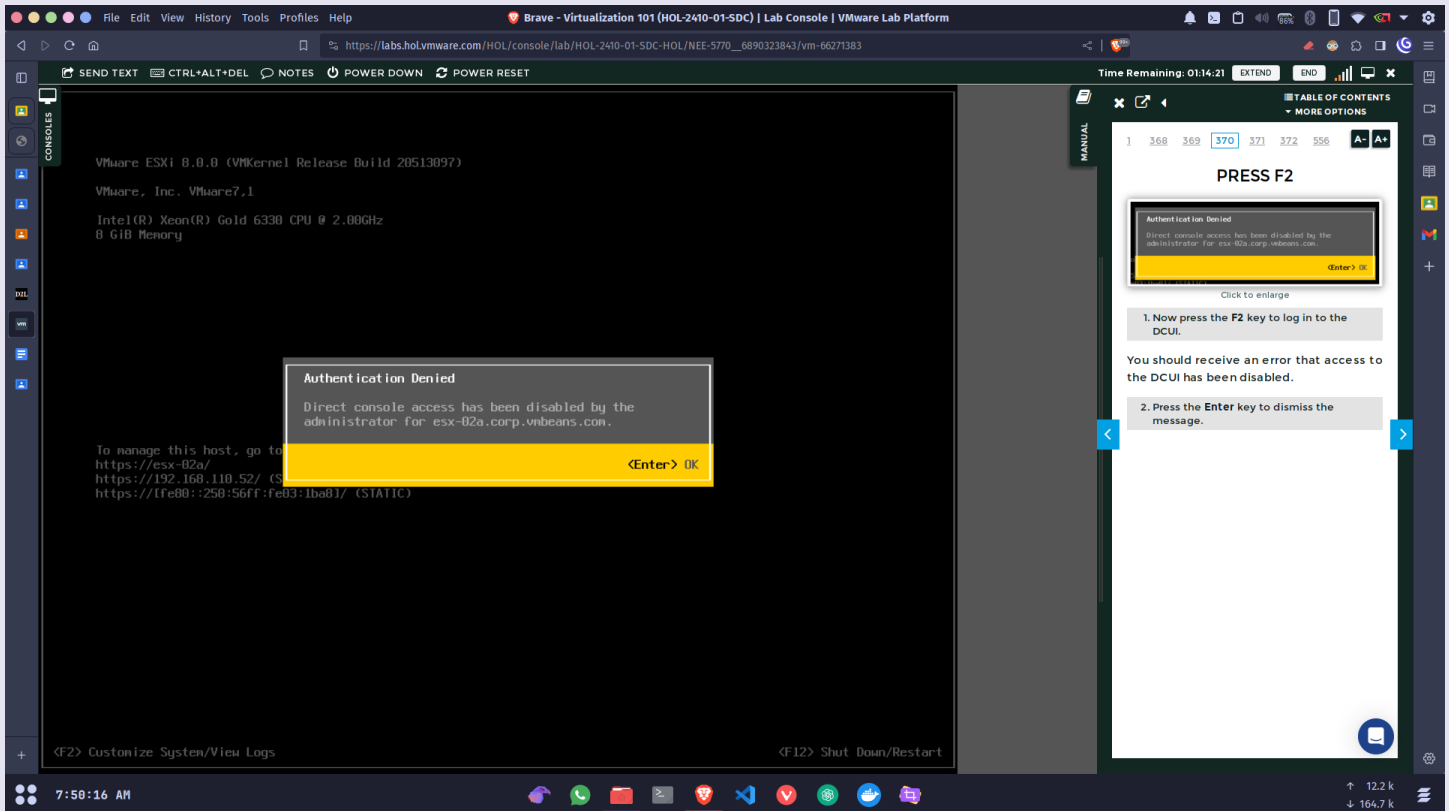 File Edit View History Tools Profiles Help
Brave - Virtualization 101 (HOL-2410-01-SDC) | Lab Console | VMware Lab Platform
86%
https://labs.hol.vmware.com/HOL/console/lab/HOL-2410-01-SDC-HOL/NEE-5770__6890323843/vm-66271383
99+
SEND TEXT CTRL+ALT+DEL NOTES POWER DOWN POWER RESET
Time Remaining: 01:14:21 EXTEND END
CONSOLES
MANUAL
TABLE OF CONTENTS
MORE OPTIONS
1 368 369 370 371 372 556 A- A+
VMware ESXi 8.0.0 (VMKernel Release Build 20513097)
VMware, Inc. VMware7,1
Intel(R) Xeon(R) Gold 6330 CPU @ 2.00GHz
8 GiB Memory
Authentication Denied
Direct console access has been disabled by the
administrator for esx-02a.corp.vmbeans.com.
<Enter> OK
To manage this host, go to
https://esx-02a/
https://192.168.110.52/ (S
https://[fe80::250:56ff:fe03:1ba8]/ (STATIC)
<F2> Customize System/View Logs
<F12> Shut Down/Restart
PRESS F2
Authentication Denied
Direct console access has been disabled by the
administrator for esx-02a.corp.vmbeans.com.
<Enter> OK
Click to enlarge
1. Now press the F2 key to log in to the
DCUI.
You should receive an error that access to
the DCUI has been disabled.
2. Press the Enter key to dismiss the
message.
D2L
vm
7:50:16 AM
↑ 12.2 k
↓ 164.7 k